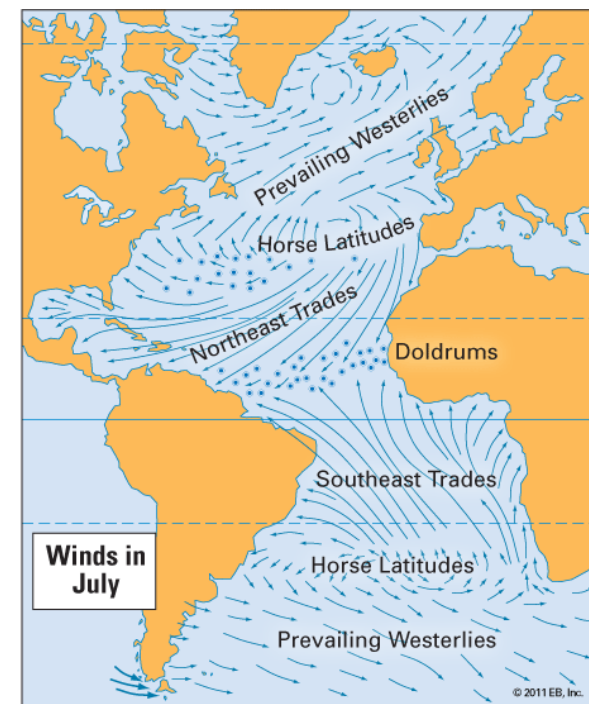 Prevailing Westerlies
Horse Latitudes
Northeast Trades
Doldrums
Southeast Trades
Winds in
July
Horse Latitudes
Prevailing Westerlies
© 2011 EB, Inc.